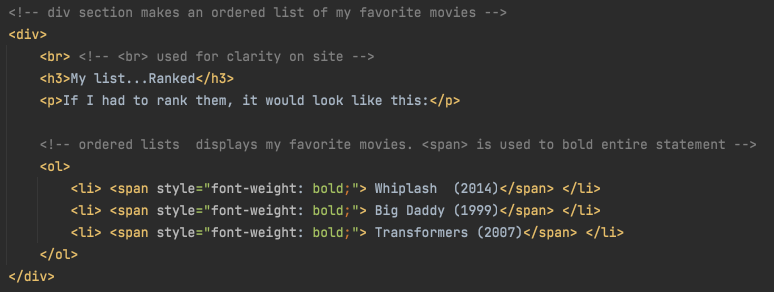 <!-- div section makes an ordered list of my favorite movies -->
<div>
    <br> <!-- <br> used for clarity on site -->
    <h3>My list...Ranked</h3>
    <p>If I had to rank them, it would look like this:</p>

    <!-- ordered lists  displays my favorite movies. <span> is used to bold entire statement -->
    <ol>
        <li> <span style="font-weight: bold;"> Whiplash  (2014)</span> </li>
        <li> <span style="font-weight: bold;"> Big Daddy (1999)</span> </li>
        <li> <span style="font-weight: bold;"> Transformers (2007)</span> </li>
    </ol>
</div>